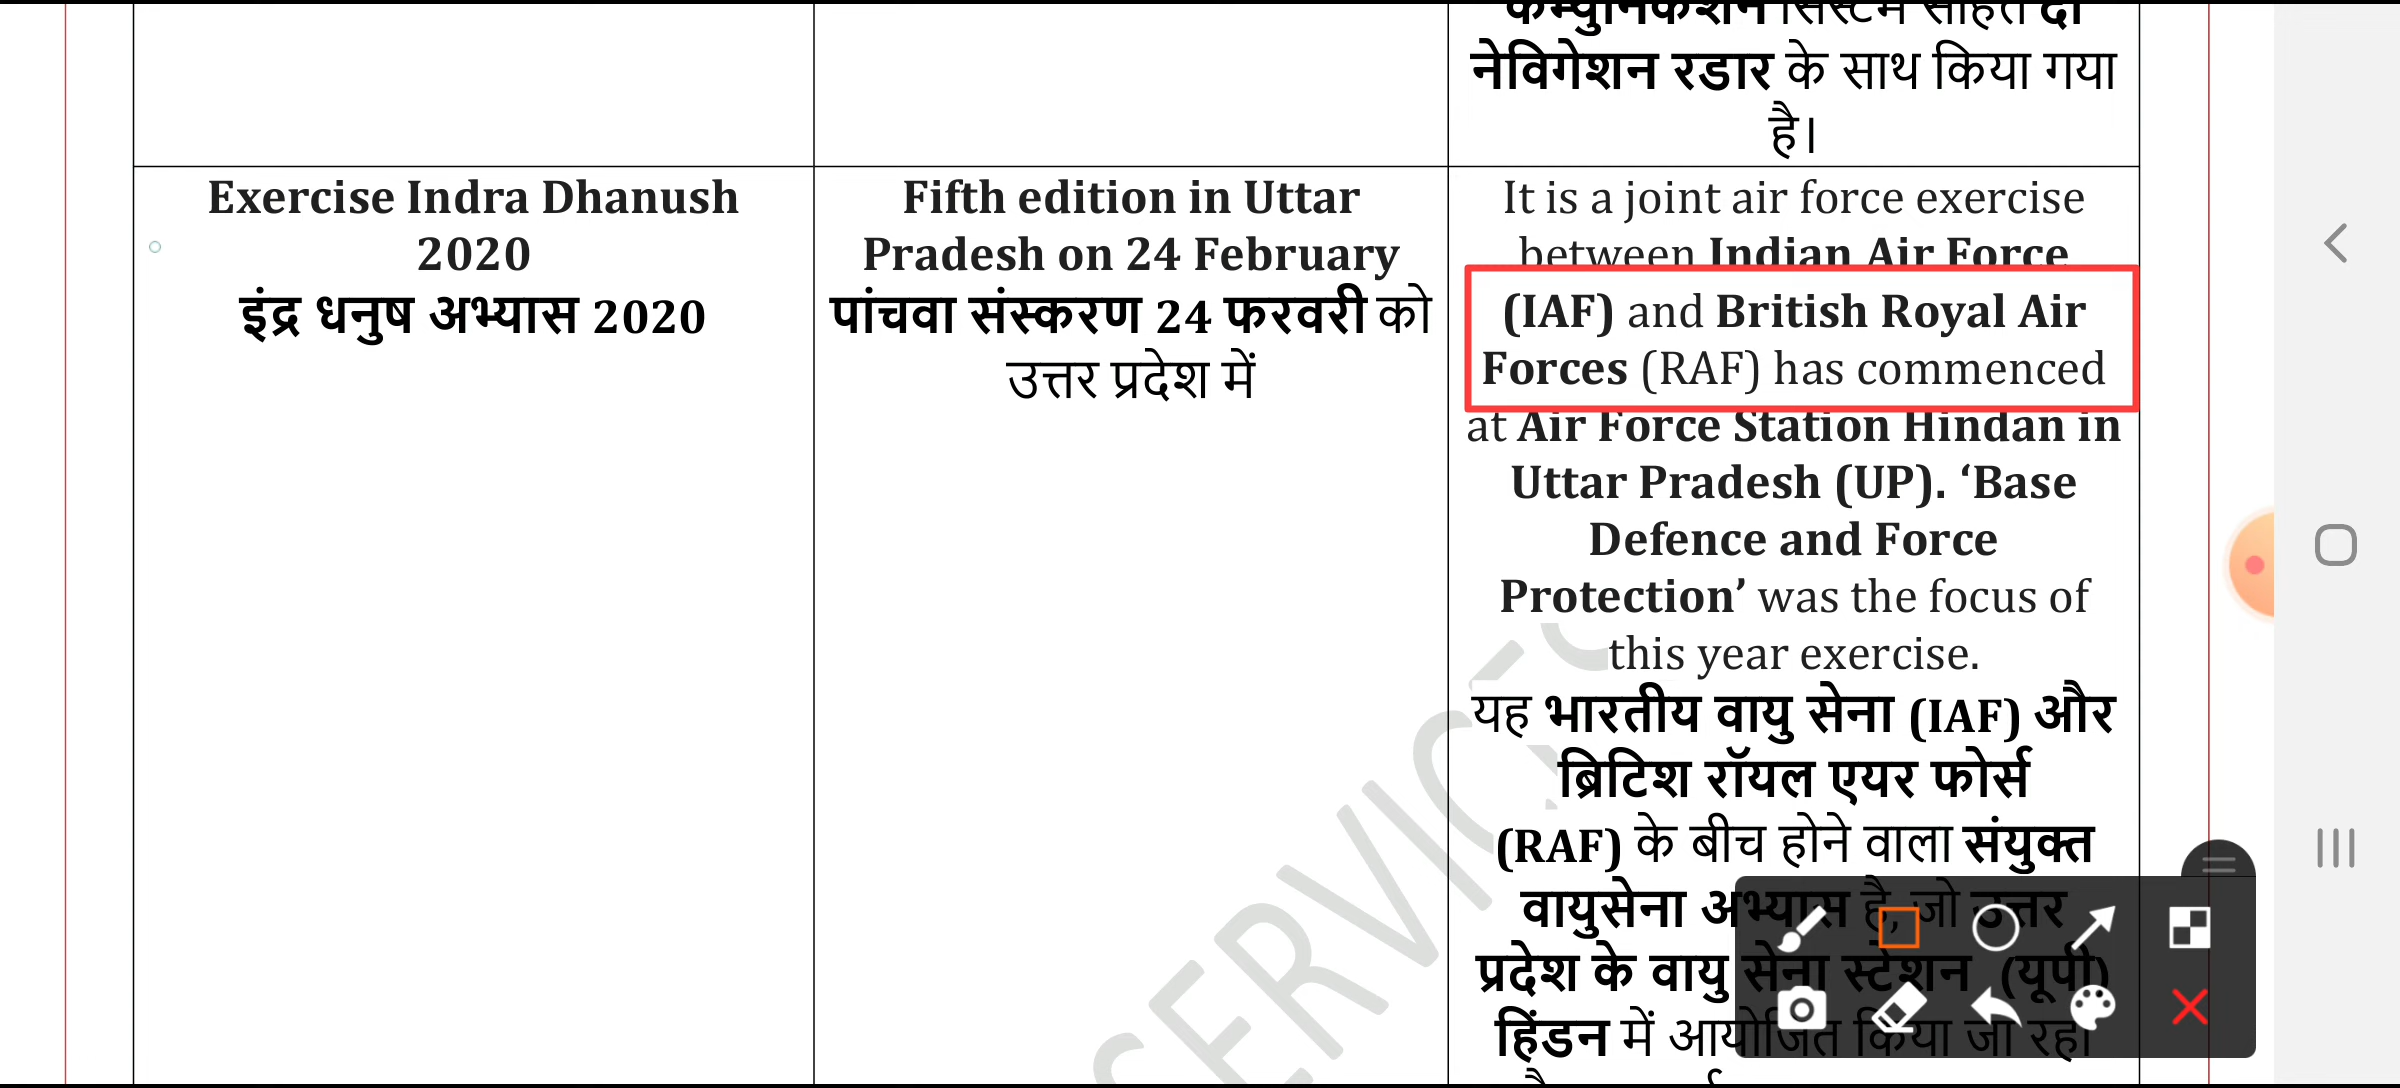 कम्युनिकेशन सिस्टम सहित दो
नेविगेशन रडार के साथ किया गया
है।
Exercise Indra Dhanush
2020
इंद्र धनुष अभ्यास 2020
Fifth edition in Uttar
Pradesh on 24 February
पांचवा संस्करण 24 फरवरी को
उत्तर प्रदेश में
It is a joint air force exercise
between Indian Air Force
(IAF) and British Royal Air
Forces (RAF) has commenced
at Air Force Station Hindan in
Uttar Pradesh (UP). ‘Base
Defence and Force
Protection’ was the focus of
this year exercise.
यह भारतीय वायु सेना (IAF) और
ब्रिटिश रॉयल एयर फोर्स
(RAF) के बीच होने वाला संयुक्त
वायुसेना अभ्यास है, जो उत्तर
प्रदेश के वायु सेना स्टेशन (यूपी)
हिंडन में आयोजित किया जा रहा